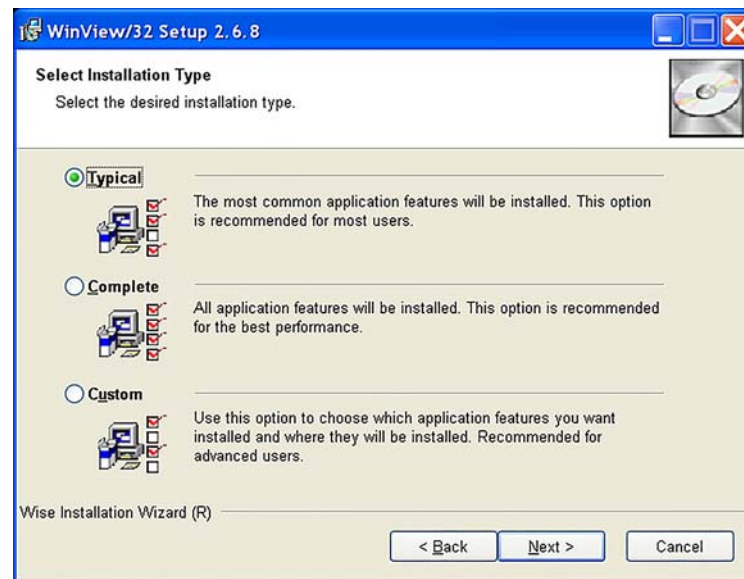 WinView/32 Setup 2.6.8
Select Installation Type
Select the desired installation type.
Typical
The most common application features will be installed. This option
is recommended for most users.
Complete
All application features will be installed. This option is recommended
for the best performance.
Custom
Use this option to choose which application features you want
installed and where they will be installed. Recommended for
advanced users.
Wise Installation Wizard (R)
< Back Next > Cancel